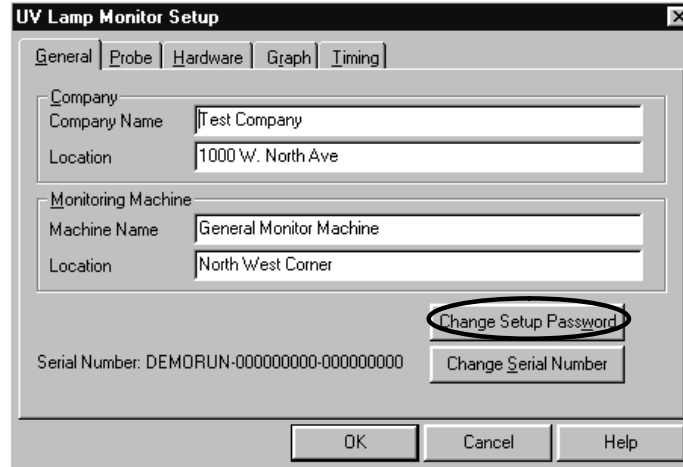 UV Lamp Monitor Setup
General Probe Hardware Graph Timing
Company
Company Name Test Company
Location 1000 W. North Ave
Monitoring Machine
Machine Name General Monitor Machine
Location North West Corner
Change Setup Password
Serial Number: DEMORUN-000000000-000000000 Change Serial Number
OK Cancel Help